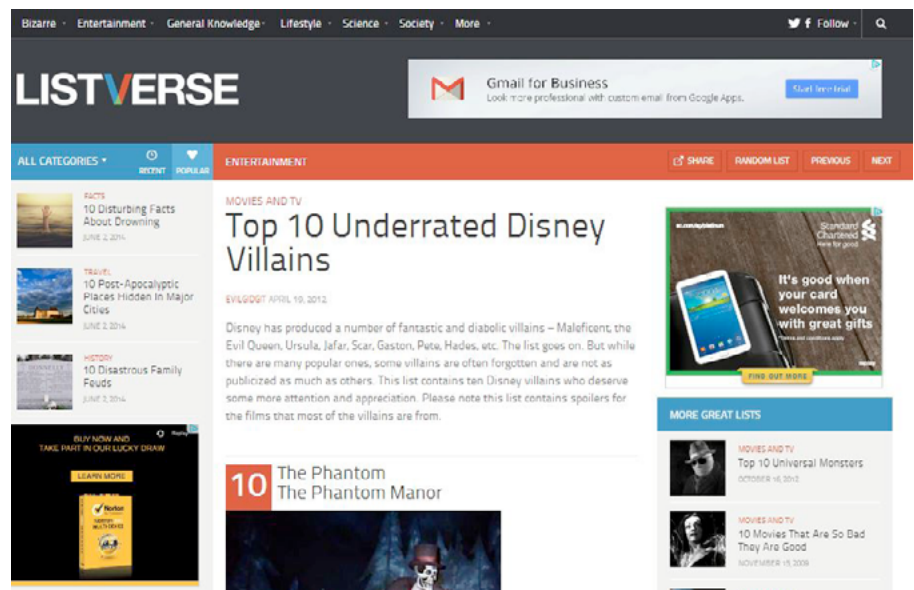 Bizarre
Entertainment
General Knowledge
Lifestyle
Science
Society
More
Follow
LISTVERSE
Gmail for Business
Look more professional with custom email from Google Apps.
Start free trial
ALL CATEGORIES
RECENT
POPULAR
ENTERTAINMENT
SHARE
RANDOM LIST
PREVIOUS
NEXT
FACTS
10 Disturbing Facts
About Drowning
JUNE 2, 2014
TRAVEL
10 Post-Apocalyptic
Places Hidden In Major
Cities
JUNE 2, 2014
HISTORY
10 Disastrous Family
Feuds
JUNE 2, 2014
BUY NOW AND
TAKE PART IN OUR LUCKY DRAW
Replay
LEARN MORE
Norton
MOVIES AND TV
Top 10 Underrated Disney
Villains
EVILGIDGIT APRIL 10, 2012
Disney has produced a number of fantastic and diabolic villains – Maleficent, the
Evil Queen, Ursula, Jafar, Scar, Gaston, Pete, Hades, etc. The list goes on. But while
there are many popular ones, some villains are often forgotten and are not as
publicized as much as others. This list contains ten Disney villains who deserve
some more attention and appreciation. Please note this list contains spoilers for
the films that most of the villains are from.
10
The Phantom
The Phantom Manor
Standard
Chartered
Here for good
It's good when
your card
welcomes you
with great gifts
FIND OUT MORE
MORE GREAT LISTS
MOVIES AND TV
Top 10 Universal Monsters
OCTOBER
MOVIES AND TV
10 Movies That Are So Bad
They Are Good
NOVEMBER